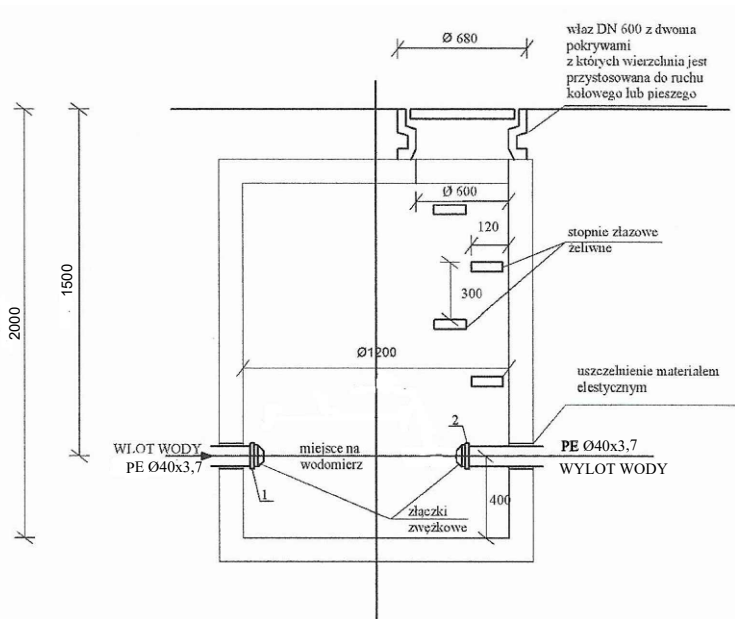 Ø 680
właz DN 600 z dwoma
pokrywami
z których wierzchnia jest
przystosowana do ruchu
kołowego lub pieszego
Ø 600
120
stopnie złazowe
żeliwne
300
1500
2000
Ø1200
uszczelnienie materiałem
elestycznym
2
WLOT WODY
PE Ø40x3,7
miejsce na
wodomierz
PE Ø40x3,7
WYLOT WODY
1
400
złączki
zwężkowe